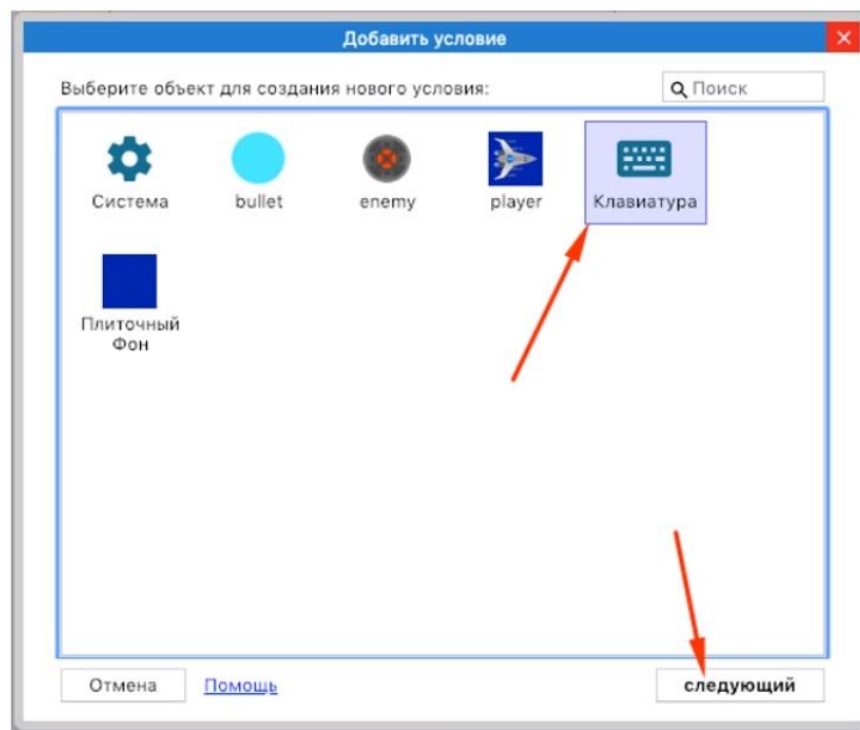 Добавить условие
Выберите объект для создания нового условия:
Поиск
Система
bullet
enemy
player
Клавиатура
Плиточный
Фон
Отмена
Помощь
следующий